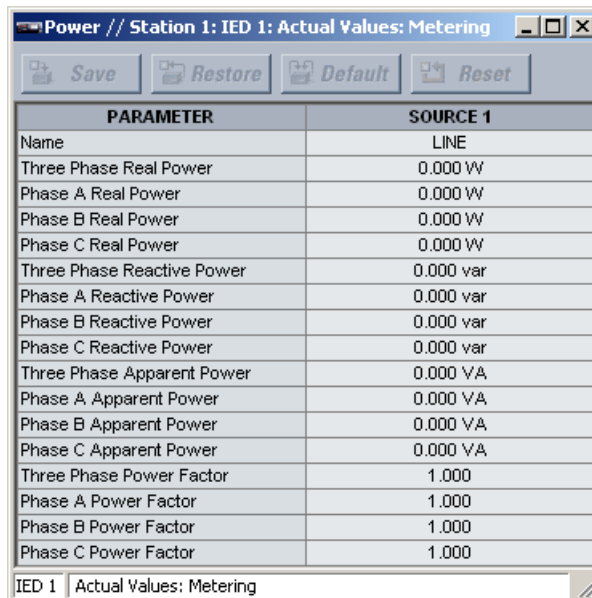 Power // Station 1: IED 1: Actual Values: Metering
Save Restore Default Reset
PARAMETER SOURCE 1
Name LINE
Three Phase Real Power 0.000 W
Phase A Real Power 0.000 W
Phase B Real Power 0.000 W
Phase C Real Power 0.000 W
Three Phase Reactive Power 0.000 var
Phase A Reactive Power 0.000 var
Phase B Reactive Power 0.000 var
Phase C Reactive Power 0.000 var
Three Phase Apparent Power 0.000 VA
Phase A Apparent Power 0.000 VA
Phase B Apparent Power 0.000 VA
Phase C Apparent Power 0.000 VA
Three Phase Power Factor 1.000
Phase A Power Factor 1.000
Phase B Power Factor 1.000
Phase C Power Factor 1.000
IED 1 Actual Values: Metering